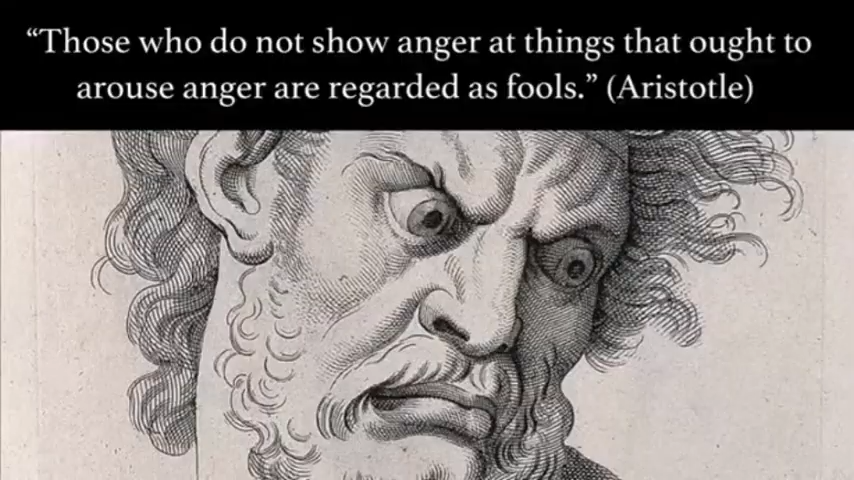 “Those who do not show anger at things that ought to
arouse anger are regarded as fools.” (Aristotle)